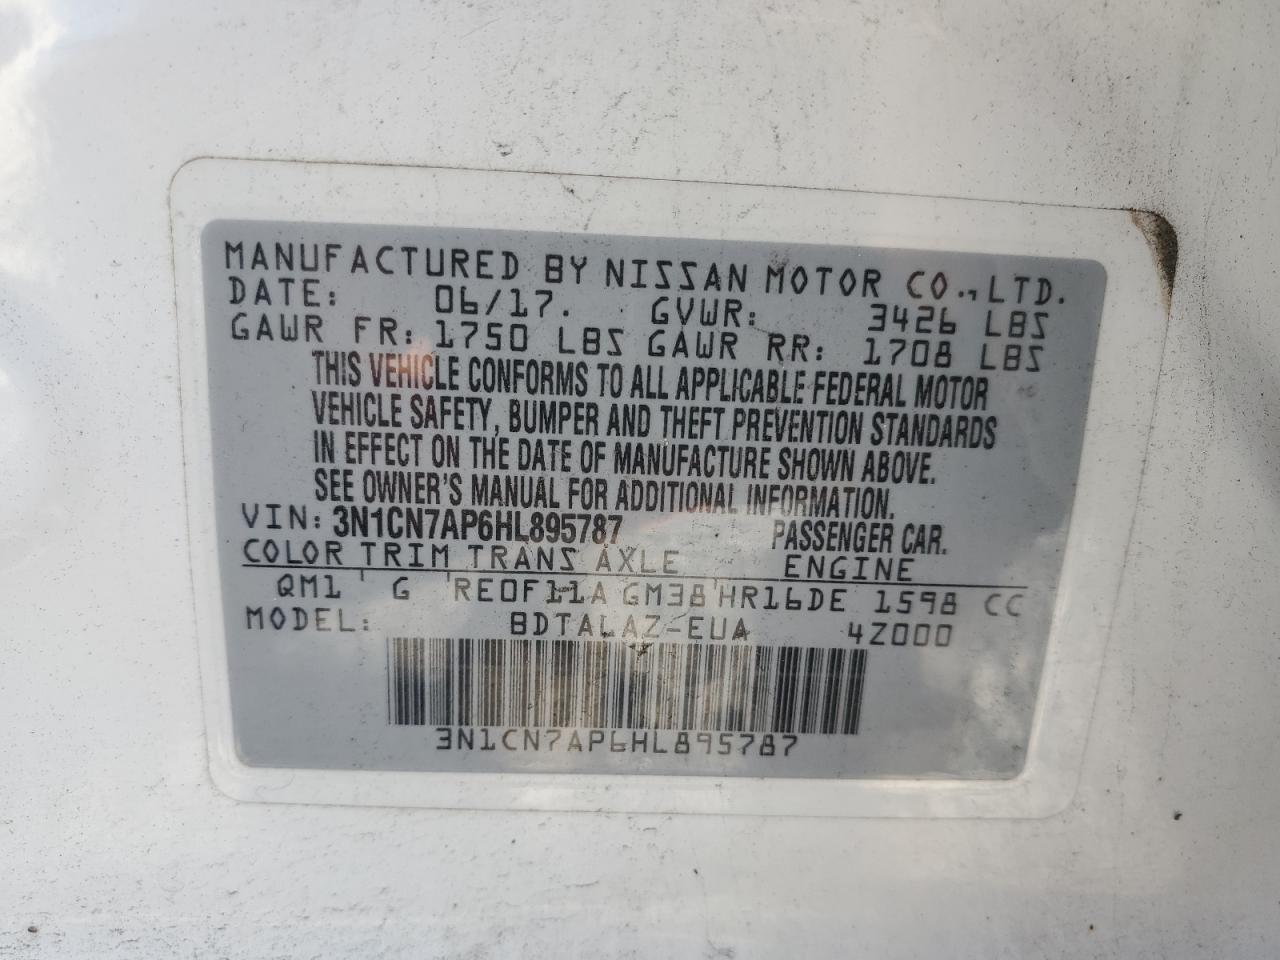 MANUFACTURED BY NISSAN MOTOR CO., LTD.
DATE: 06/17. GVWR: 3426 LBS
GAWR FR: 1750 LBS GAWR RR: 1708 LBS
THIS VEHICLE CONFORMS TO ALL APPLICABLE FEDERAL MOTOR
VEHICLE SAFETY, BUMPER AND THEFT PREVENTION STANDARDS
IN EFFECT ON THE DATE OF MANUFACTURE SHOWN ABOVE.
SEE OWNER'S MANUAL FOR ADDITIONAL INFORMATION.
VIN: 3N1CN7AP6HL895787 PASSENGER CAR.
COLOR TRIM TRANS AXLE ENGINE
QM1 ' G 'RE0F11A GM38'HR16DE 1598 CC
MODEL: BDTALAZ-EUA 4Z000
3N1CN7AP6HL895787